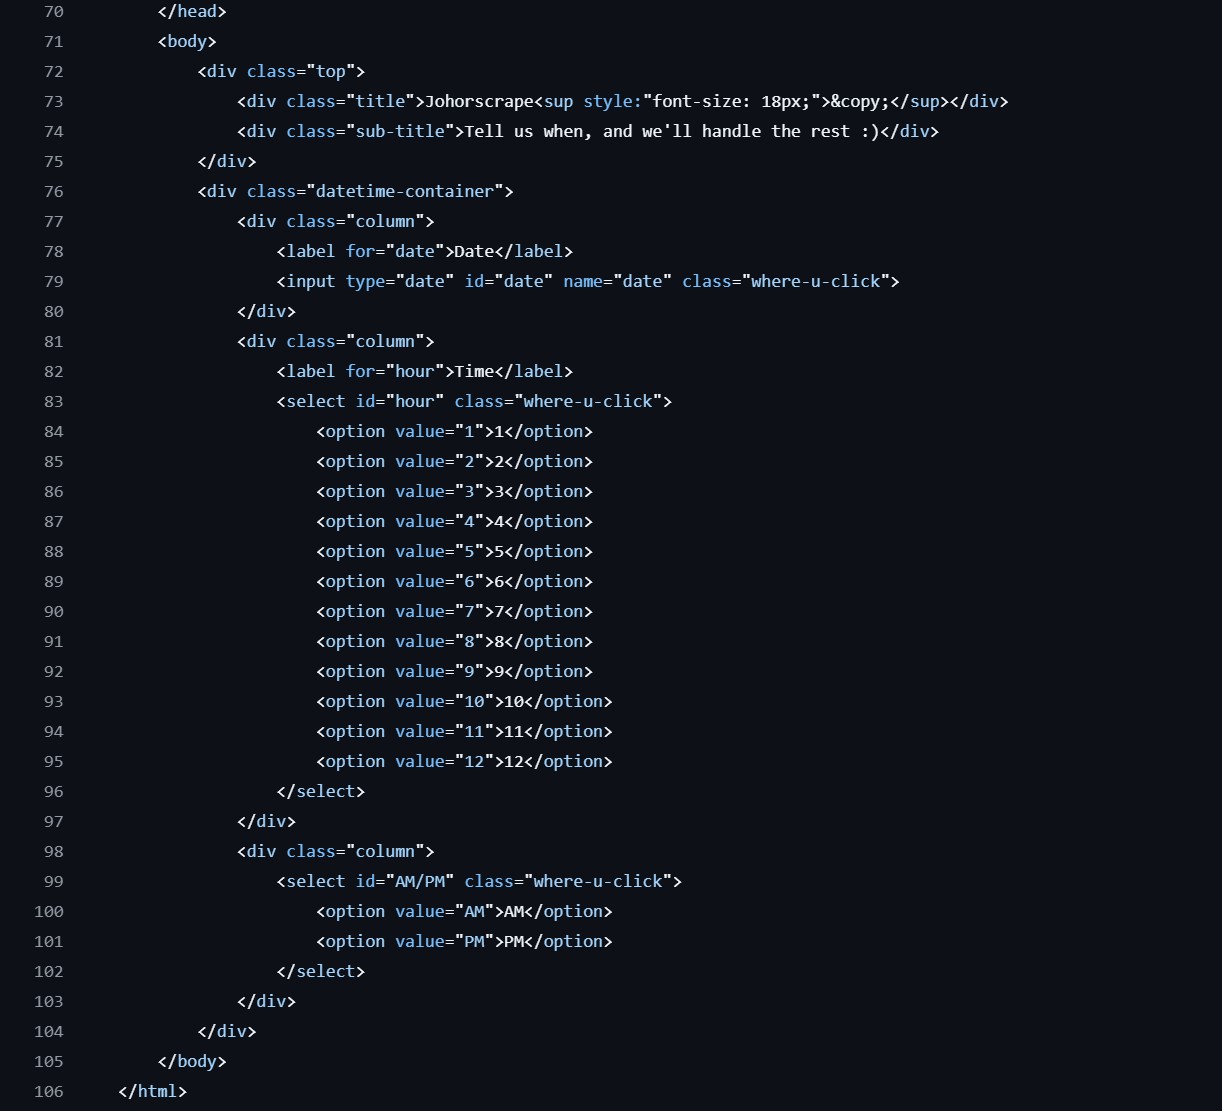 70 </head>
71 <body>
72 <div class="top">
73 <div class="title">Johorscrape<sup style:"font-size: 18px;">&copy;</sup></div>
74 <div class="sub-title">Tell us when, and we'll handle the rest :)</div>
75 </div>
76 <div class="datetime-container">
77 <div class="column">
78 <label for="date">Date</label>
79 <input type="date" id="date" name="date" class="where-u-click">
80 </div>
81 <div class="column">
82 <label for="hour">Time</label>
83 <select id="hour" class="where-u-click">
84 <option value="1">1</option>
85 <option value="2">2</option>
86 <option value="3">3</option>
87 <option value="4">4</option>
88 <option value="5">5</option>
89 <option value="6">6</option>
90 <option value="7">7</option>
91 <option value="8">8</option>
92 <option value="9">9</option>
93 <option value="10">10</option>
94 <option value="11">11</option>
95 <option value="12">12</option>
96 </select>
97 </div>
98 <div class="column">
99 <select id="AM/PM" class="where-u-click">
100 <option value="AM">AM</option>
101 <option value="PM">PM</option>
102 </select>
103 </div>
104 </div>
105 </body>
106 </html>